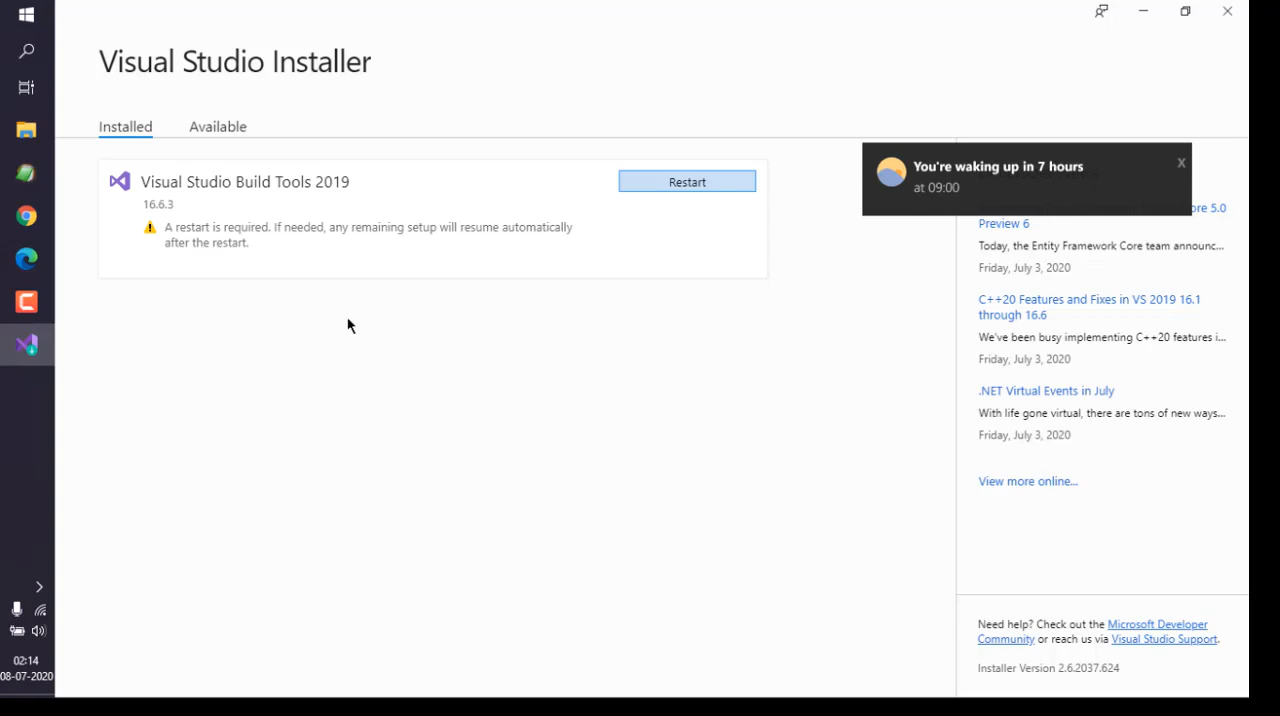 Visual Studio Installer
Installed
Available
Visual Studio Build Tools 2019
Restart
16.6.3
A restart is required. If needed, any remaining setup will resume automatically
after the restart.
You're waking up in 7 hours
at 09:00
x
ore 5.0
Preview 6
Today, the Entity Framework Core team announc...
Friday, July 3, 2020
C++20 Features and Fixes in VS 2019 16.1
through 16.6
We've been busy implementing C++20 features i...
Friday, July 3, 2020
.NET Virtual Events in July
With life gone virtual, there are tons of new ways...
Friday, July 3, 2020
View more online...
Need help? Check out the Microsoft Developer
Community or reach us via Visual Studio Support.
Installer Version 2.6.2037.624
02:14
08-07-2020